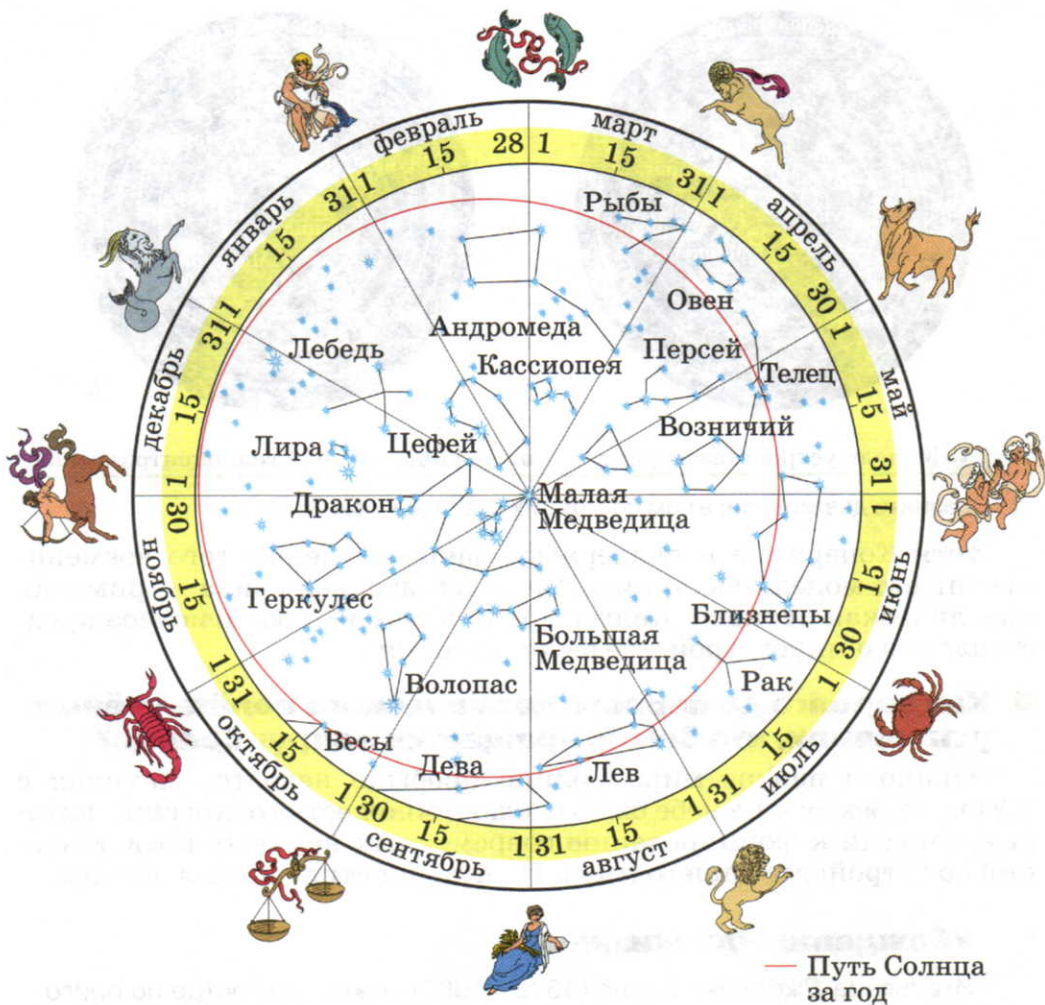 февраль
март
28 1
15
15
31 1
31 1
январь
апрель
Рыбы
15
15
Овен
31 1
30 1
Андромеда
Лебедь
Кассиопея
Персей
Телец
декабрь
май
15
15
Возничий
Лира
Цефей
Дракон
Малая
Медведица
31
1
1
30
ноябрь
июнь
15
15
Геркулес
Близнецы
Большая
Медведица
30
1
1
31
Волопас
Рак
октябрь
июль
15
15
Весы
Дева
Лев
1
30
1
31
15
15
1 31
сентябрь
август
Путь Солнца
за год